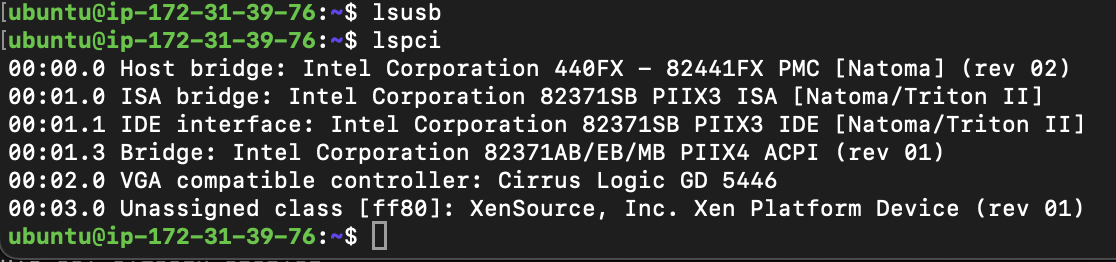 [ubuntu@ip-172-31-39-76:~$ lsusb
[ubuntu@ip-172-31-39-76:~$ lspci
00:00.0 Host bridge: Intel Corporation 440FX - 82441FX PMC [Natoma] (rev 02)
00:01.0 ISA bridge: Intel Corporation 82371SB PIIX3 ISA [Natoma/Triton II]
00:01.1 IDE interface: Intel Corporation 82371SB PIIX3 IDE [Natoma/Triton II]
00:01.3 Bridge: Intel Corporation 82371AB/EB/MB PIIX4 ACPI (rev 01)
00:02.0 VGA compatible controller: Cirrus Logic GD 5446
00:03.0 Unassigned class [ff80]: XenSource, Inc. Xen Platform Device (rev 01)
ubuntu@ip-172-31-39-76:~$